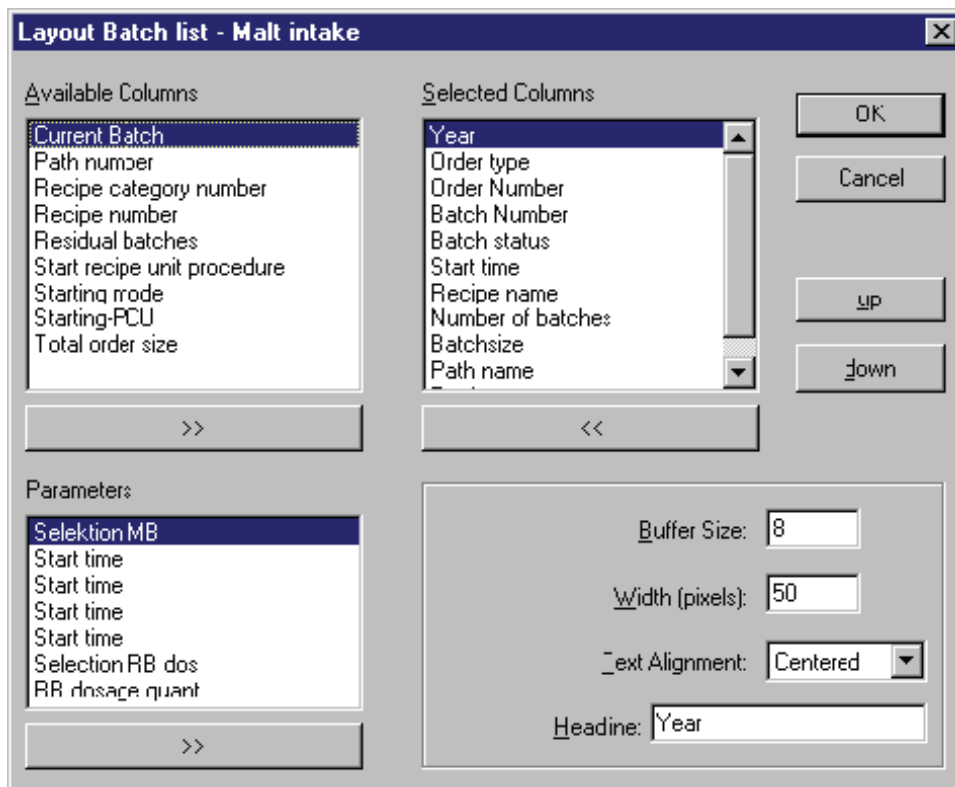 Layout Batch list - Malt intake
Available Columns
Current Batch
Path number
Recipe category number
Recipe number
Residual batches
Start recipe unit procedure
Starting mode
Starting-PCU
Total order size
>>
Selected Columns
Year
Order type
Order Number
Batch Number
Batch status
Start time
Recipe name
Number of batches
Batchsize
Path name
<<
OK
Cancel
up
down
Parameters
Selektion MB
Start time
Start time
Start time
Start time
Selection RB dos
RB dosage quant
>>
Buffer Size: 8
Width (pixels): 50
Text Alignment: Centered
Headine: Year